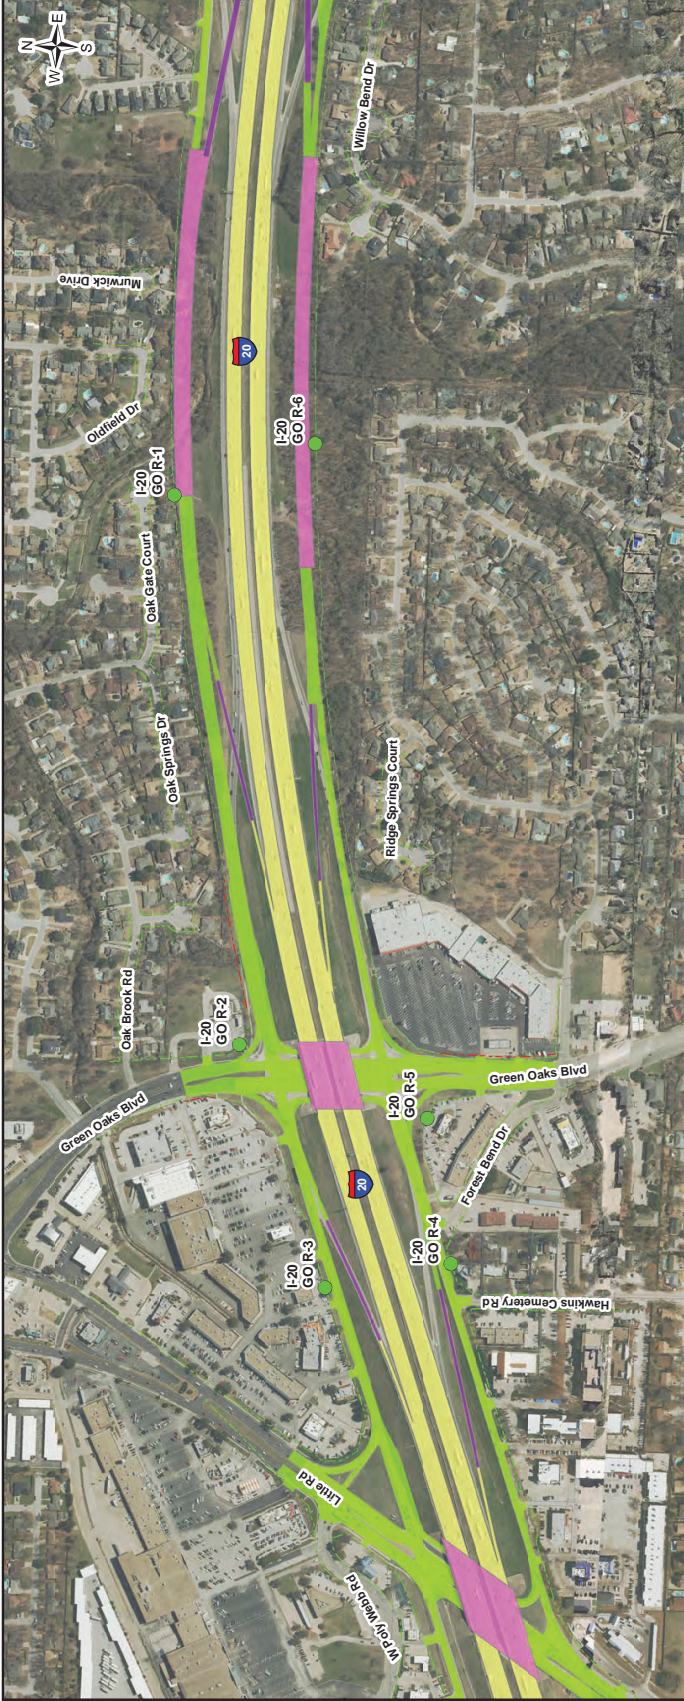 N
E
W
S
Willow Bend Dr
Murwick Drive
20
Oldfield Dr
I-20
GO R-6
I-20
GO R-1
Oak Gate Court
Oak Springs Dr
Ridge Springs Court
Oak Brook Rd
I-20
GO R-2
Green Oaks Blvd
Green Oaks Blvd
I-20
GO R-5
Forest Bend Dr
20
I-20
GO R-4
I-20
GO R-3
Hawkins Cemetery Rd
Little Rd
W Poly Webb Rd